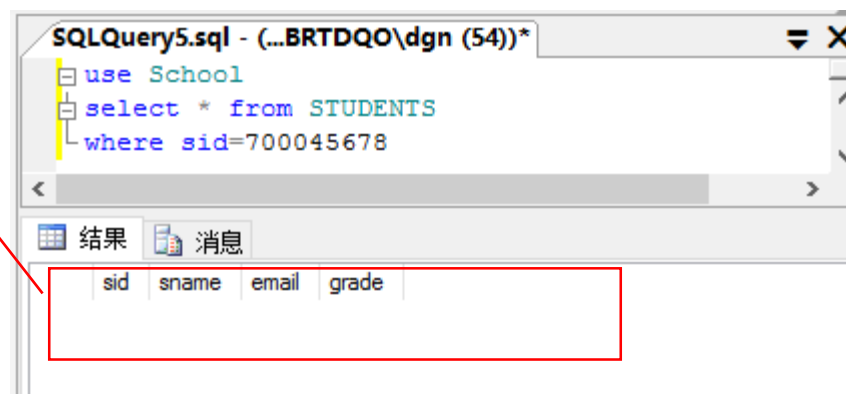 SQLQuery5.sql - (...BRTDQO\dgn (54))*
use School
select * from STUDENTS
where sid=700045678
结果 消息
sid sname email grade